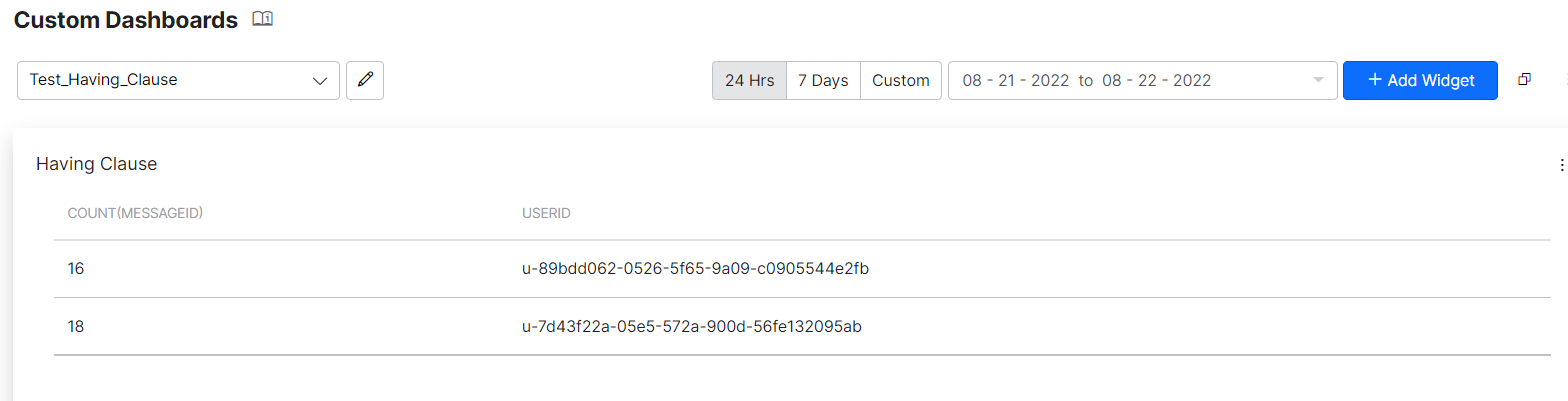 Custom Dashboards
Test_Having_Clause 24 Hrs 7 Days Custom 08 - 21 - 2022 to 08 - 22 - 2022 + Add Widget
Having Clause
COUNT(MESSAGEID) USERID
16 u-89bdd062-0526-5f65-9a09-c0905544e2fb
18 u-7d43f22a-05e5-572a-900d-56fe132095ab